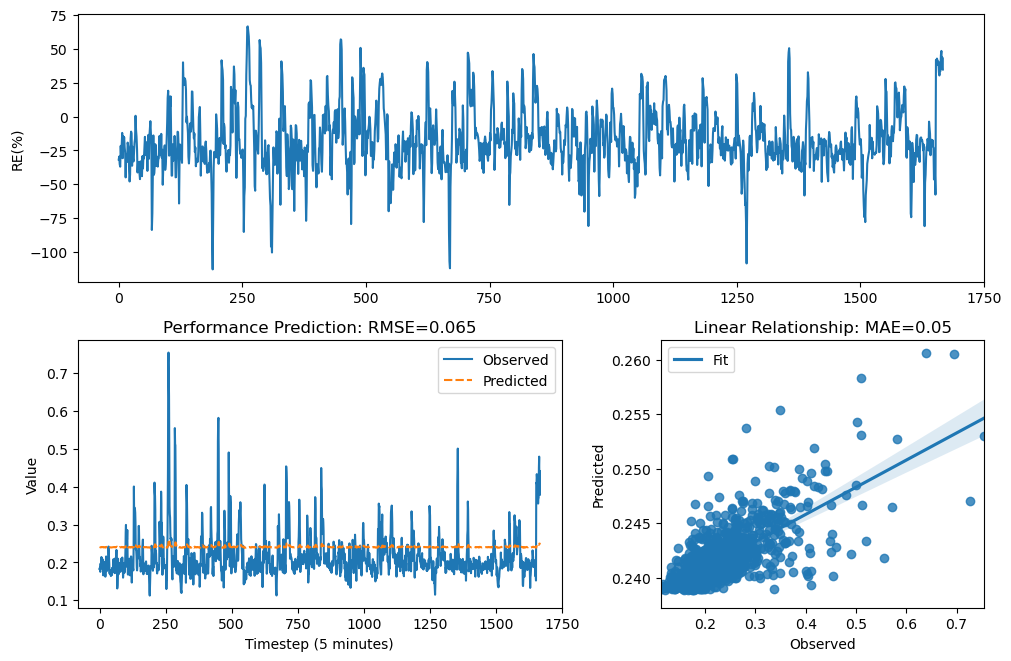 RE(%)
75
50
25
0
−25
−50
−75
−100
0 250 500 750 1000 1250 1500 1750
Performance Prediction: RMSE=0.065
Value
0.7
0.6
0.5
0.4
0.3
0.2
0.1
Observed
Predicted
0 250 500 750 1000 1250 1500 1750
Timestep (5 minutes)
Linear Relationship: MAE=0.05
Predicted
0.260
0.255
0.250
0.245
0.240
Fit
0.2 0.3 0.4 0.5 0.6 0.7
Observed